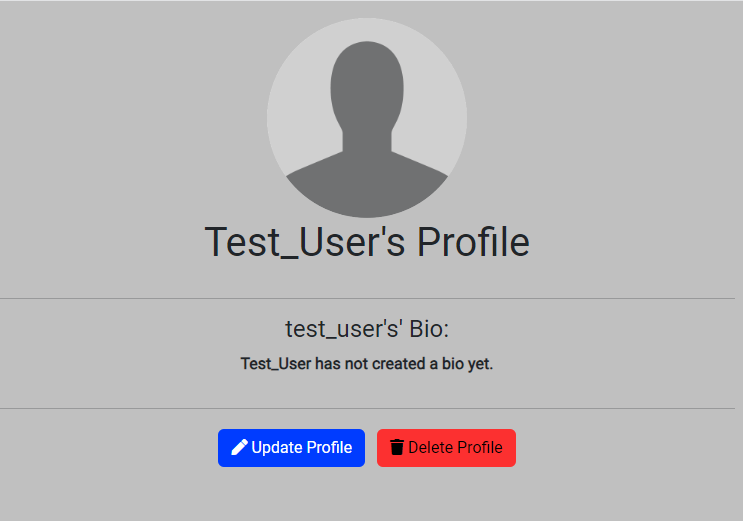 Test_User's Profile
test_user's' Bio:
Test_User has not created a bio yet.
Update Profile
Delete Profile